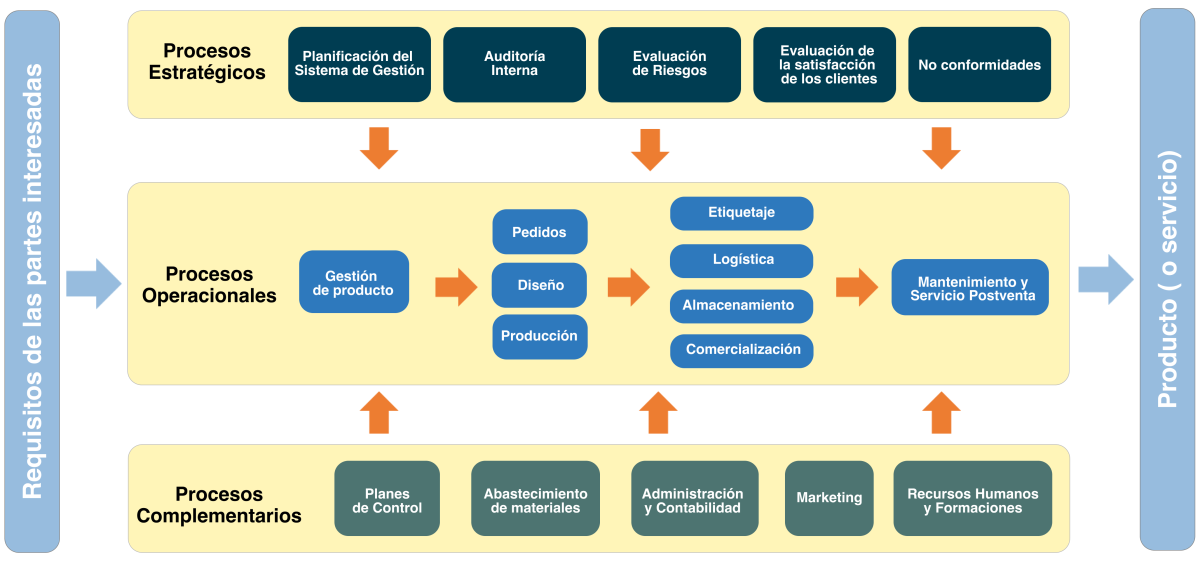 Requisitos de las partes interesadas
Procesos
Estratégicos
Planificación del
Sistema de Gestión
Auditoría
Interna
Evaluación
de Riesgos
Evaluación de
la satisfacción
de los clientes
No conformidades
Procesos
Operacionales
Gestión
de producto
Pedidos
Diseño
Producción
Etiquetaje
Logística
Almacenamiento
Comercialización
Mantenimiento y
Servicio Postventa
Procesos
Complementarios
Planes
de Control
Abastecimiento
de materiales
Administración
y Contabilidad
Marketing
Recursos Humanos
y Formaciones
Producto ( o servicio)